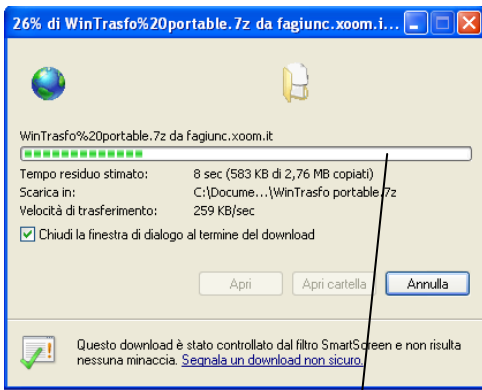 26% di WinTrasfo%20portable.7z da fagiunc.xoom.i...
WinTrasfo%20portable.7z da fagiunc.xoom.it
Tempo residuo stimato: 8 sec (583 KB di 2,76 MB copiati)
Scarica in: C:\Docume...\WinTrasfo portable.7z
Velocità di trasferimento: 259 KB/sec
Chiudi la finestra di dialogo al termine del download
Apri Apri cartella Annulla
Questo download è stato controllato dal filtro SmartScreen e non risulta
nessuna minaccia. Segnala un download non sicuro.